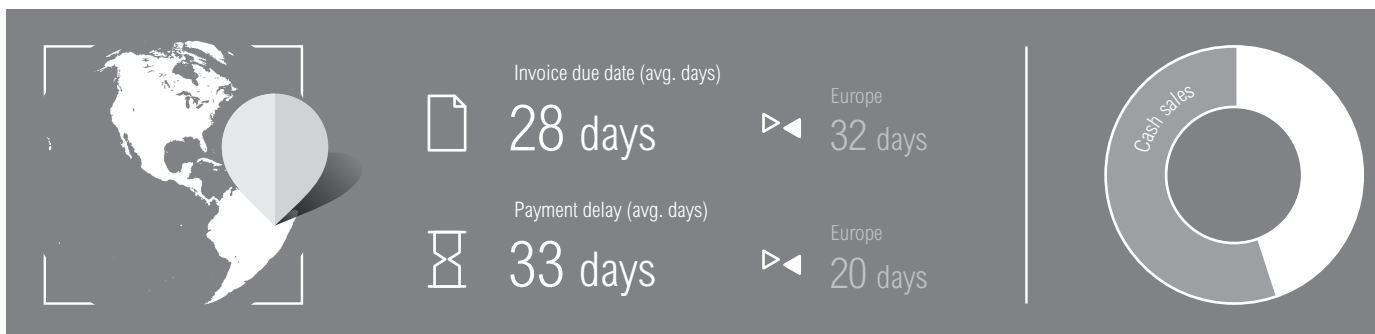 Invoice due date (avg. days)
28 days
Europe
32 days
Payment delay (avg. days)
33 days
Europe
20 days
Cash sales